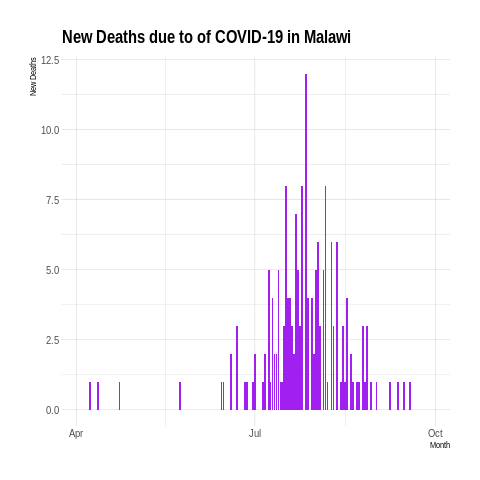 New Deaths due to of COVID-19 in Malawi
New Deaths
12.5
10.0
7.5
5.0
2.5
0.0
Apr
Jul
Oct
Month